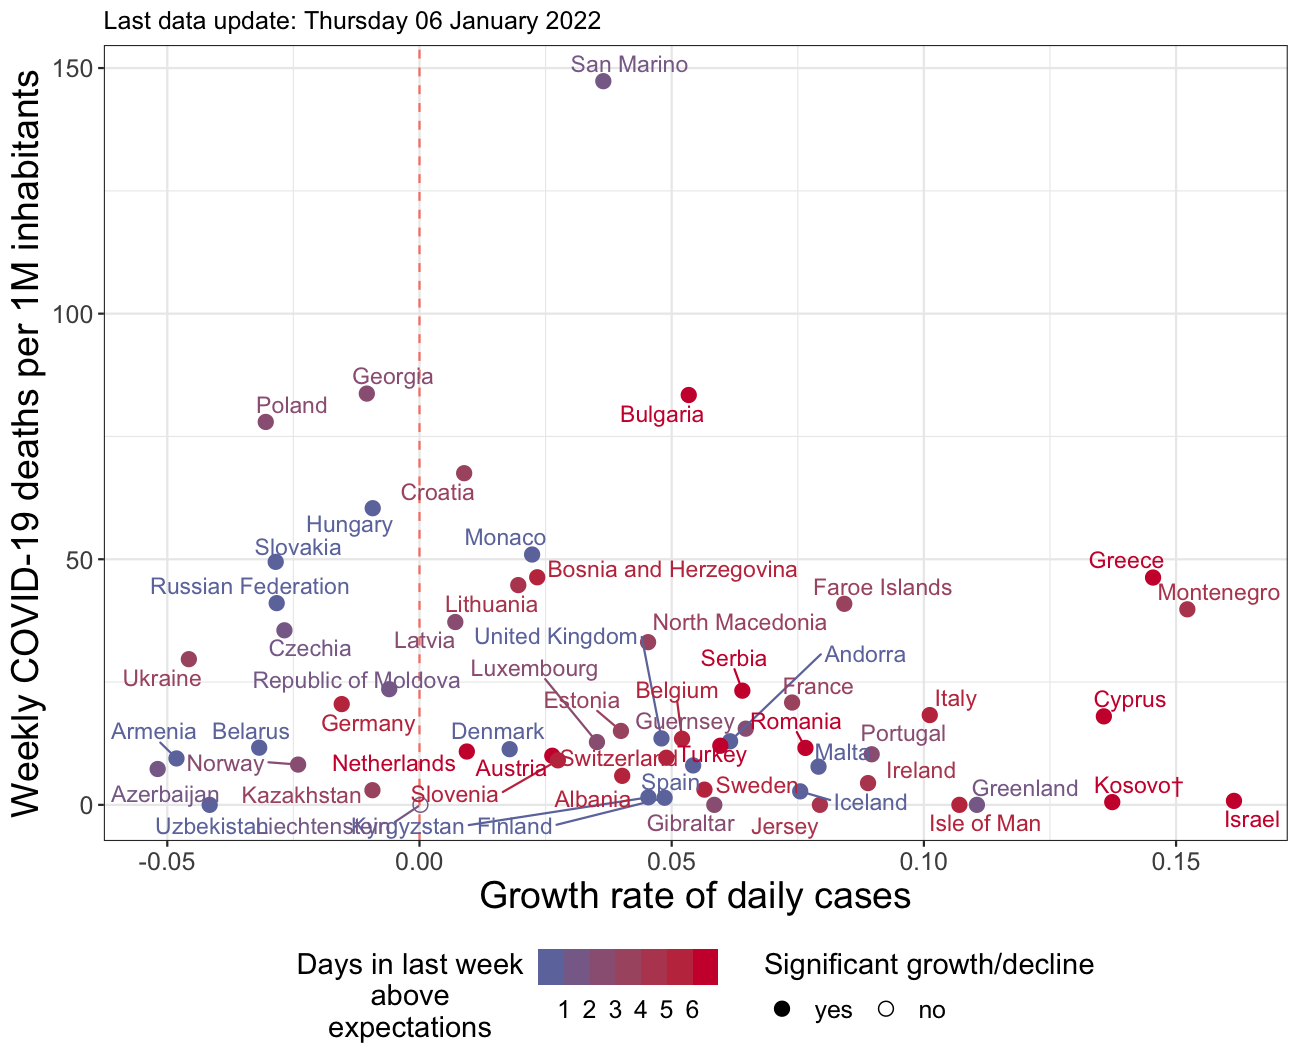 Last data update: Thursday 06 January 2022
Weekly COVID-19 deaths per 1M inhabitants
150
100
50
0
San Marino
Georgia
Poland
Bulgaria
Croatia
Hungary
Monaco
Slovakia
Greece
Bosnia and Herzegovina
Russian Federation
Faroe Islands
Montenegro
Lithuania
North Macedonia
United Kingdom
Latvia
Czechia
Andorra
Serbia
Luxembourg
Ukraine
Republic of Moldova
France
Belgium
Estonia
Italy
Cyprus
Germany
Guernsey
Romania
Armenia
Belarus
Denmark
Portugal
Malta
Turkey
Switzerland
Norway
Netherlands
Austria
Ireland
Spain
Sweden
Kosovo†
Greenland
Azerbaijan
Kazakhstan
Slovenia
Albania
Iceland
Uzbekistan
Liechtenstein
Kyrgyzstan
Finland
Gibraltar
Jersey
Isle of Man
Israel
-0.05
0.00
0.05
0.10
0.15
Growth rate of daily cases
Days in last week
above
expectations
1 2 3 4 5 6
Significant growth/decline
yes
no